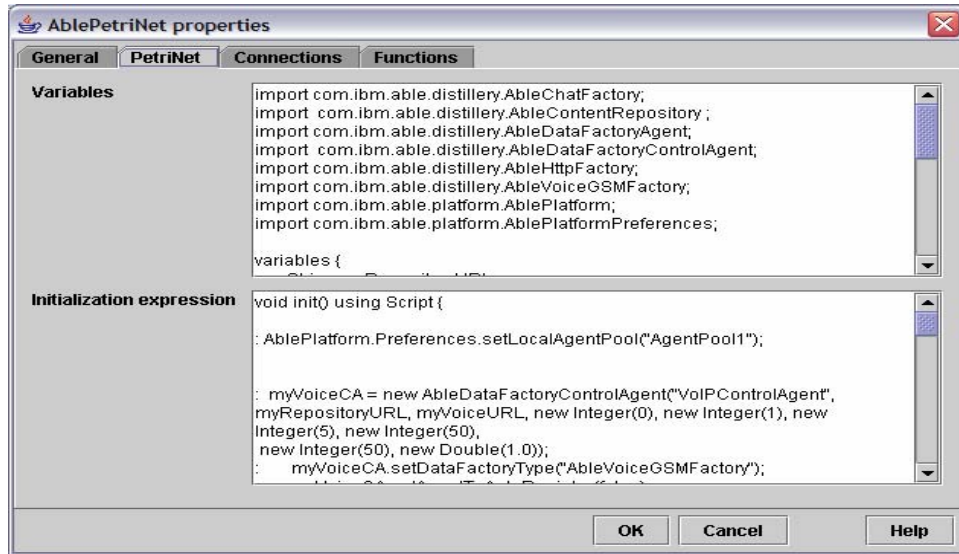 AblePetriNet properties
General PetriNet Connections Functions
Variables
import com.ibm.able.distillery.AbleChatFactory;
import com.ibm.able.distillery.AbleContentRepository ;
import com.ibm.able.distillery.AbleDataFactoryAgent;
import com.ibm.able.distillery.AbleDataFactoryControlAgent;
import com.ibm.able.distillery.AbleHttpFactory;
import com.ibm.able.distillery.AbleVoiceGSMFactory;
import com.ibm.able.platform.AblePlatform;
import com.ibm.able.platform.AblePlatformPreferences;
variables {
Initialization expression
void init() using Script {
: AblePlatform.Preferences.setLocalAgentPool("AgentPool1");
: myVoiceCA = new AbleDataFactoryControlAgent("VoIPControlAgent",
myRepositoryURL, myVoiceURL, new Integer(0), new Integer(1), new
Integer(5), new Integer(50),
new Integer(50), new Double(1.0));
: myVoiceCA.setDataFactoryType("AbleVoiceGSMFactory");
OK Cancel Help